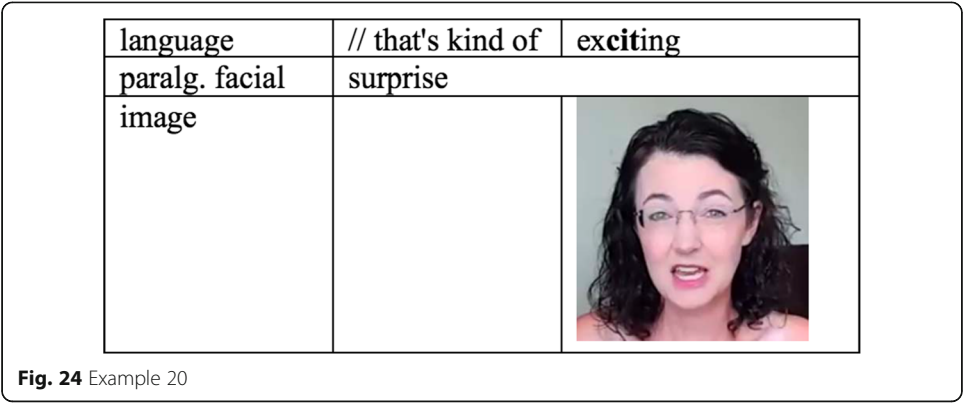 language // that's kind of exciting
paralg. facial surprise
image
Fig. 24 Example 20